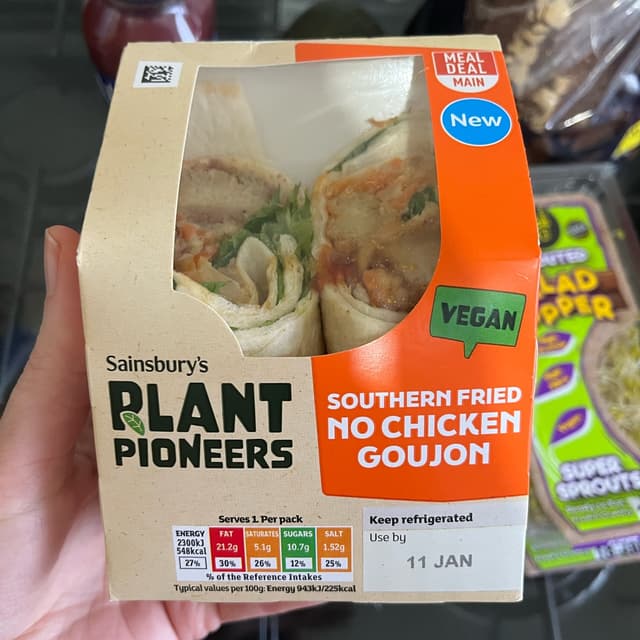 MEAL
DEAL
MAIN
New
VEGAN
Sainsbury's
PLANT
PIONEERS
SOUTHERN FRIED
NO CHICKEN
GOUJON
Serves 1. Per pack
ENERGY
2300kJ
548kcal
27%
FAT
21.2g
30%
SATURATES
5.1g
26%
SUGARS
10.7g
12%
SALT
1.52g
25%
% of the Reference Intakes
Typical values per 100g: Energy 943kJ/225kcal
Keep refrigerated
Use by
11 JAN
SUPER
SPROUTS